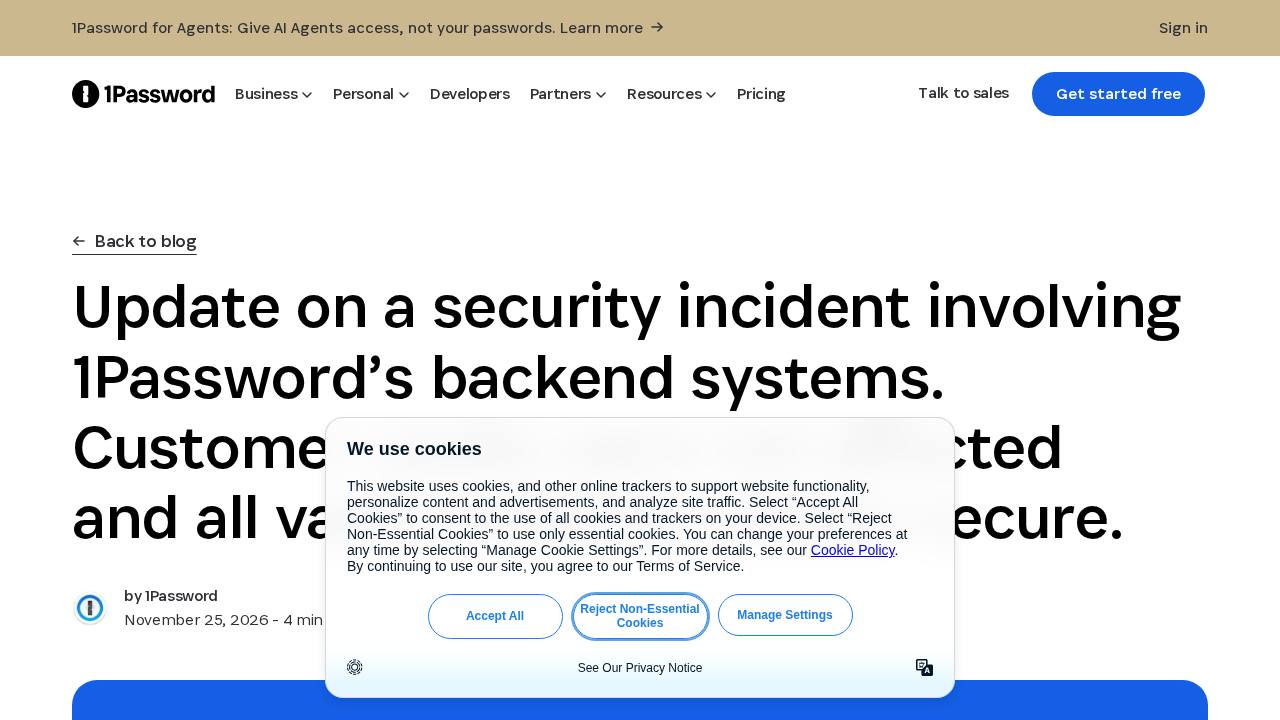 1Password for Agents: Give AI Agents access, not your passwords. Learn more →
Sign in
1Password
Business
Personal
Developers
Partners
Resources
Pricing
Talk to sales
Get started free
← Back to blog
Update on a security incident involving
1Password’s backend systems.
and all
We use cookies
This website uses cookies, and other online trackers to support website functionality,
personalize content and advertisements, and analyze site traffic. Select “Accept All
Cookies” to consent to the use of all cookies and trackers on your device. Select “Reject
Non-Essential Cookies” to use only essential cookies. You can change your preferences at
any time by selecting “Manage Cookie Settings”. For more details, see our Cookie Policy.
By continuing to use our site, you agree to our Terms of Service.
Accept All
Reject Non-Essential
Cookies
Manage Settings
See Our Privacy Notice
by 1Password
November 25, 2026 - 4 min